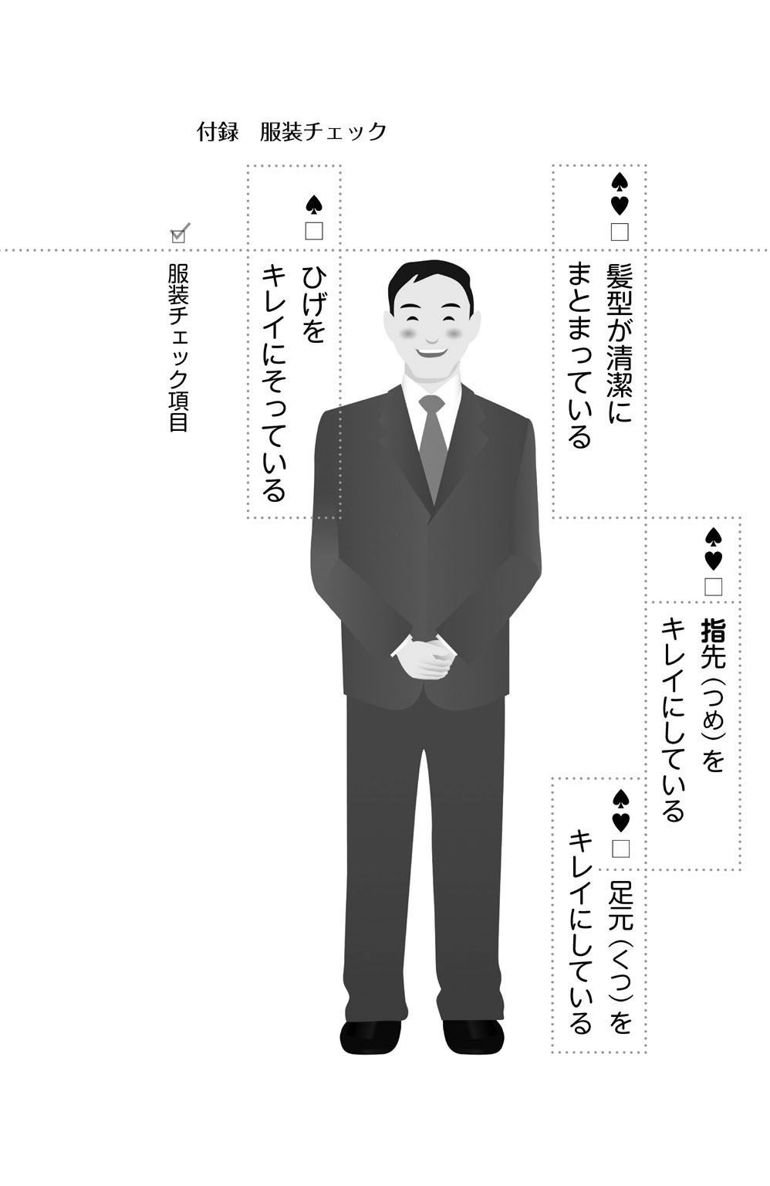 付録　服装チェック
♠♥□ 髪型が清潔に
まとまっている
♠♥□ 指先（つめ）を
キレイにしている
♠♥□ 足元（くつ）を
キレイにしている
♠□ ひげを
キレイにそっている
☑ 服装チェック項目